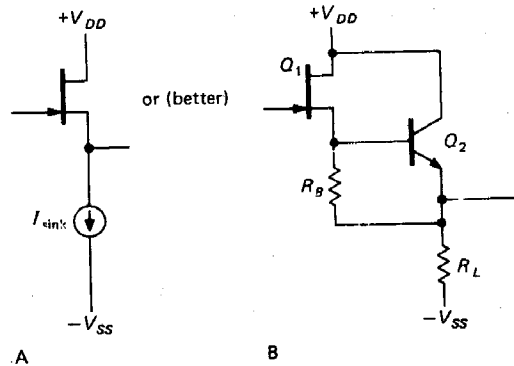 +V_DD
or (better)
I_sink
−V_SS
A
+V_DD
Q_1
Q_2
R_B
R_L
−V_SS
B